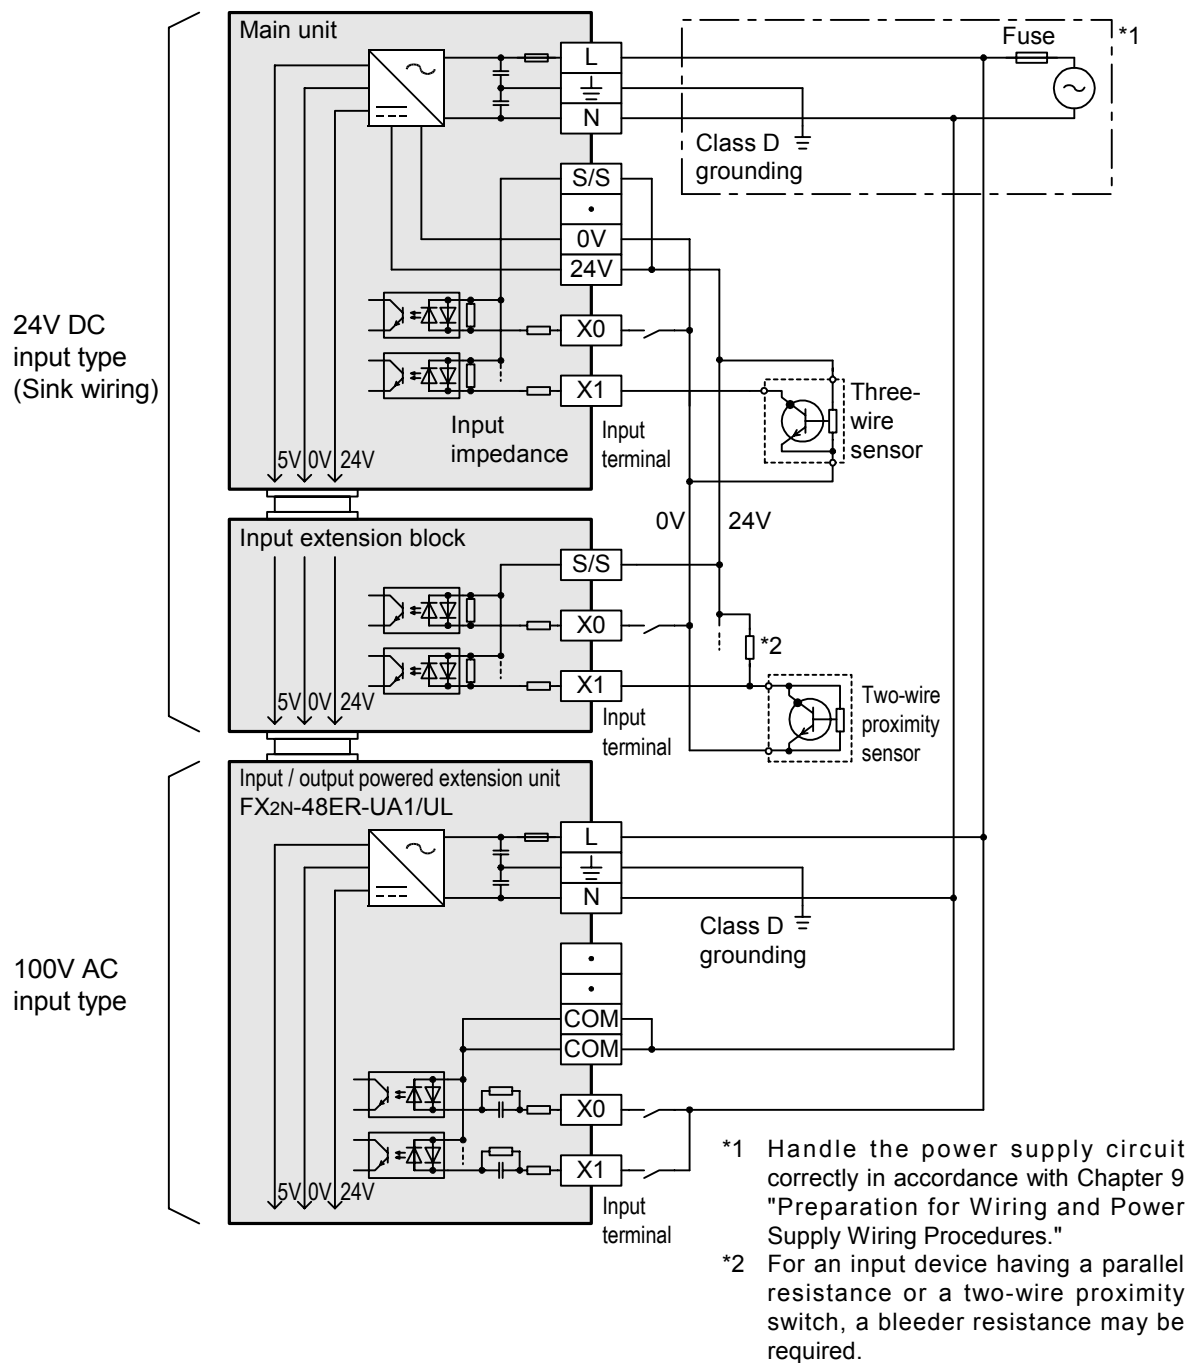 Main unit
Fuse
*1
L
N
Class D
grounding
S/S
•
0V
24V
24V DC
input type
(Sink wiring)
X0
X1
Input
impedance
Input
terminal
Three-
wire
sensor
5V 0V 24V
0V 24V
Input extension block
S/S
X0
*2
X1
5V 0V 24V
Input
terminal
Two-wire
proximity
sensor
Input / output powered extension unit
FX2N-48ER-UA1/UL
L
N
Class D
grounding
•
•
COM
COM
100V AC
input type
X0
X1
5V 0V 24V
Input
terminal
*1 Handle the power supply circuit
correctly in accordance with Chapter 9
"Preparation for Wiring and Power
Supply Wiring Procedures."
*2 For an input device having a parallel
resistance or a two-wire proximity
switch, a bleeder resistance may be
required.